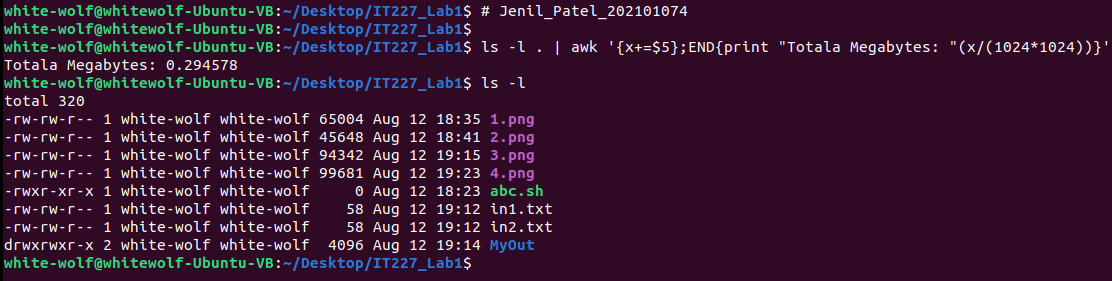 white-wolf@whitewolf-Ubuntu-VB:~/Desktop/IT227_Lab1$ # Jenil_Patel_202101074
white-wolf@whitewolf-Ubuntu-VB:~/Desktop/IT227_Lab1$
white-wolf@whitewolf-Ubuntu-VB:~/Desktop/IT227_Lab1$ ls -l . | awk '{x+=$5};END{print "Totala Megabytes: "(x/(1024*1024))}'
Totala Megabytes: 0.294578
white-wolf@whitewolf-Ubuntu-VB:~/Desktop/IT227_Lab1$ ls -l
total 320
-rw-rw-r-- 1 white-wolf white-wolf 65004 Aug 12 18:35 1.png
-rw-rw-r-- 1 white-wolf white-wolf 45648 Aug 12 18:41 2.png
-rw-rw-r-- 1 white-wolf white-wolf 94342 Aug 12 19:15 3.png
-rw-rw-r-- 1 white-wolf white-wolf 99681 Aug 12 19:23 4.png
-rwxr-xr-x 1 white-wolf white-wolf     0 Aug 12 18:23 abc.sh
-rw-rw-r-- 1 white-wolf white-wolf    58 Aug 12 19:12 in1.txt
-rw-rw-r-- 1 white-wolf white-wolf    58 Aug 12 19:12 in2.txt
drwxrwxr-x 2 white-wolf white-wolf  4096 Aug 12 19:14 MyOut
white-wolf@whitewolf-Ubuntu-VB:~/Desktop/IT227_Lab1$